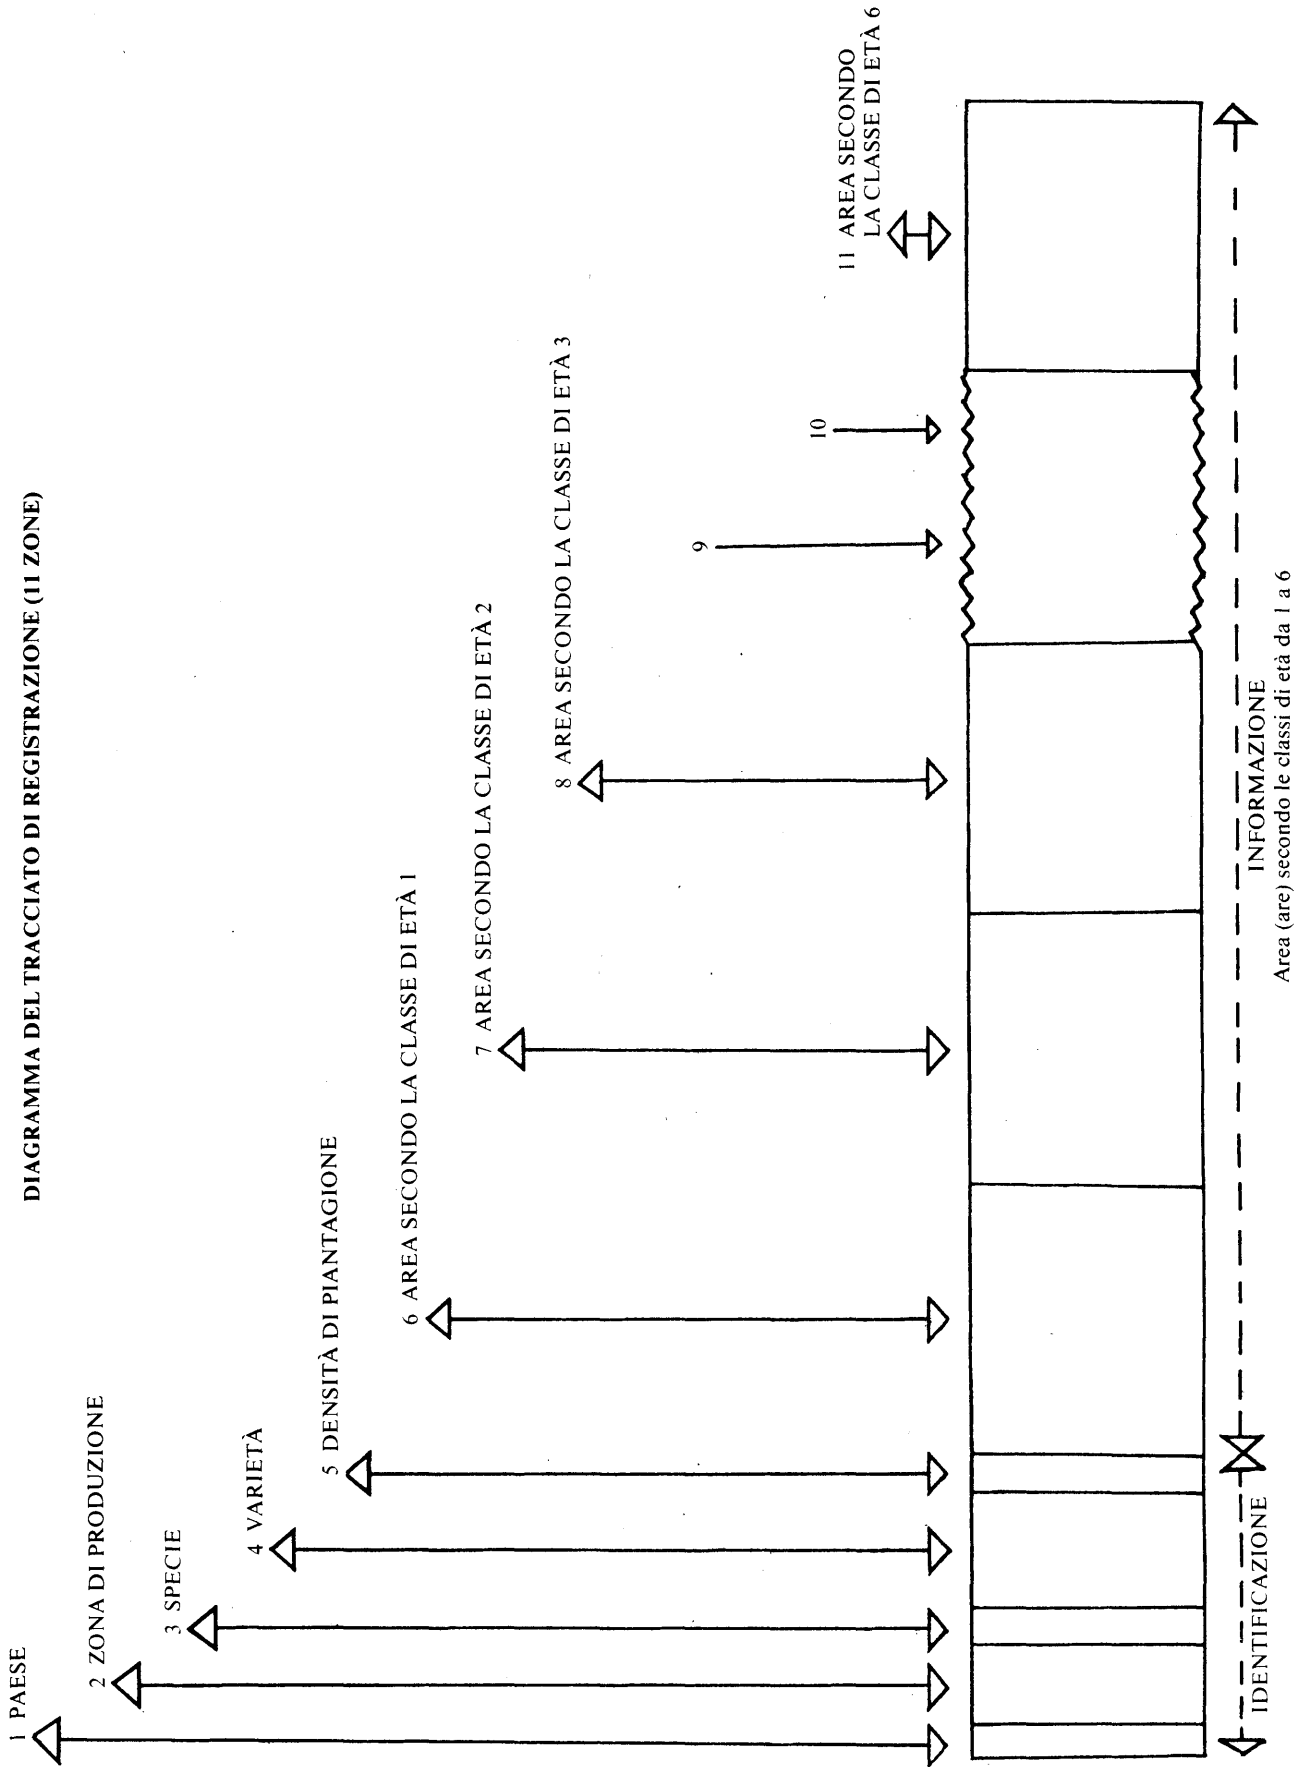 DIAGRAMMA DEL TRACCIATO DI REGISTRAZIONE (11 ZONE)
1 PAESE
2 ZONA DI PRODUZIONE
3 SPECIE
4 VARIETÀ
5 DENSITÀ DI PIANTAGIONE
6 AREA SECONDO LA CLASSE DI ETÀ 1
7 AREA SECONDO LA CLASSE DI ETÀ 2
8 AREA SECONDO LA CLASSE DI ETÀ 3
9
10
11 AREA SECONDO
LA CLASSE DI ETÀ 6
IDENTIFICAZIONE
INFORMAZIONE
Area (are) secondo le classi di età da 1 a 6